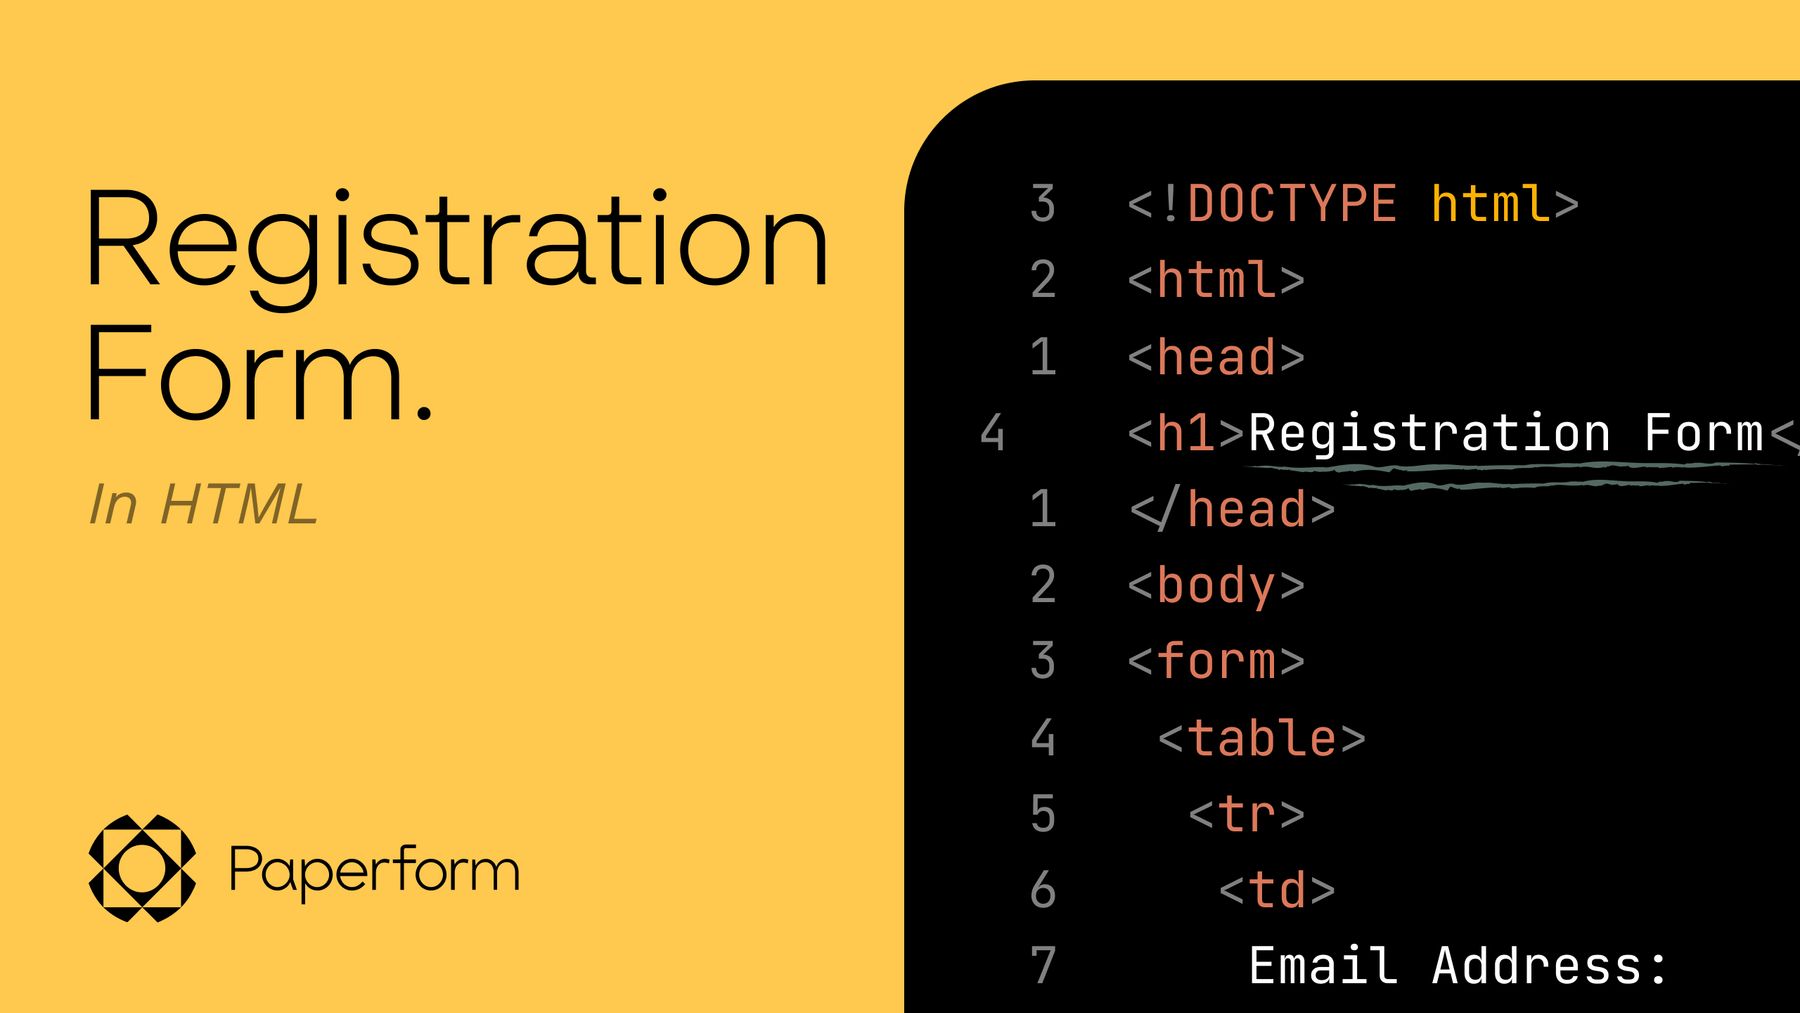 Registration
Form.
In HTML
Paperform
3 <!DOCTYPE html>
2 <html>
1 <head>
4 <h1>Registration Form<
1 </head>
2 <body>
3 <form>
4 <table>
5 <tr>
6 <td>
7 Email Address: